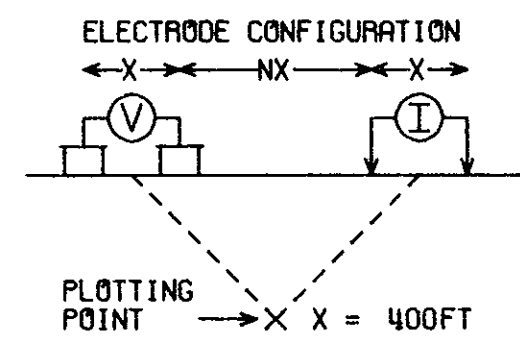 ELECTRODE CONFIGURATION
X NX X
V I
PLOTTING
POINT X X = 400FT